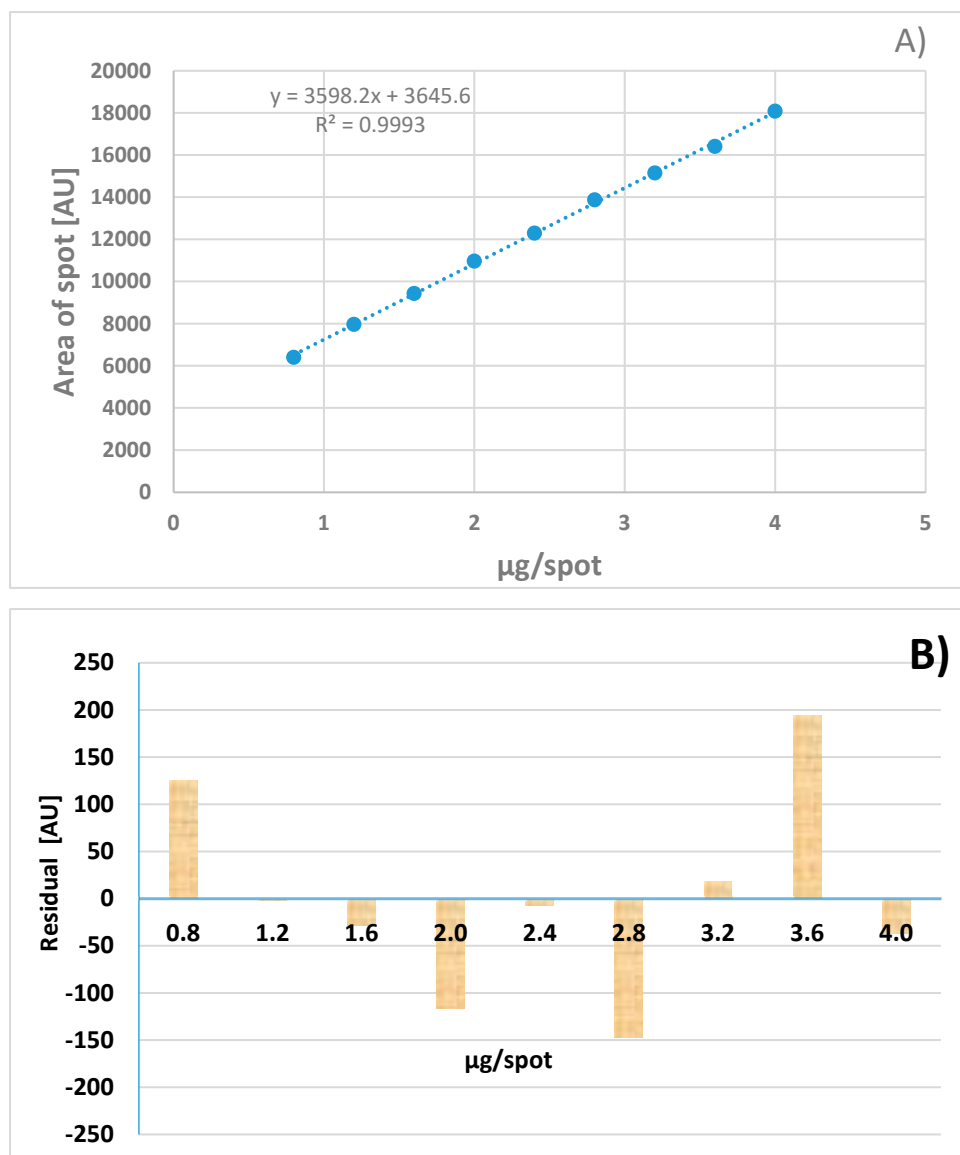 A)
y = 3598.2x + 3645.6
R² = 0.9993
20000
18000
16000
14000
12000
10000
8000
6000
4000
2000
0
Area of spot [AU]
0 1 2 3 4 5
µg/spot
B)
250
200
150
100
50
0
-50
-100
-150
-200
-250
Residual [AU]
0.8 1.2 1.6 2.0 2.4 2.8 3.2 3.6 4.0
µg/spot